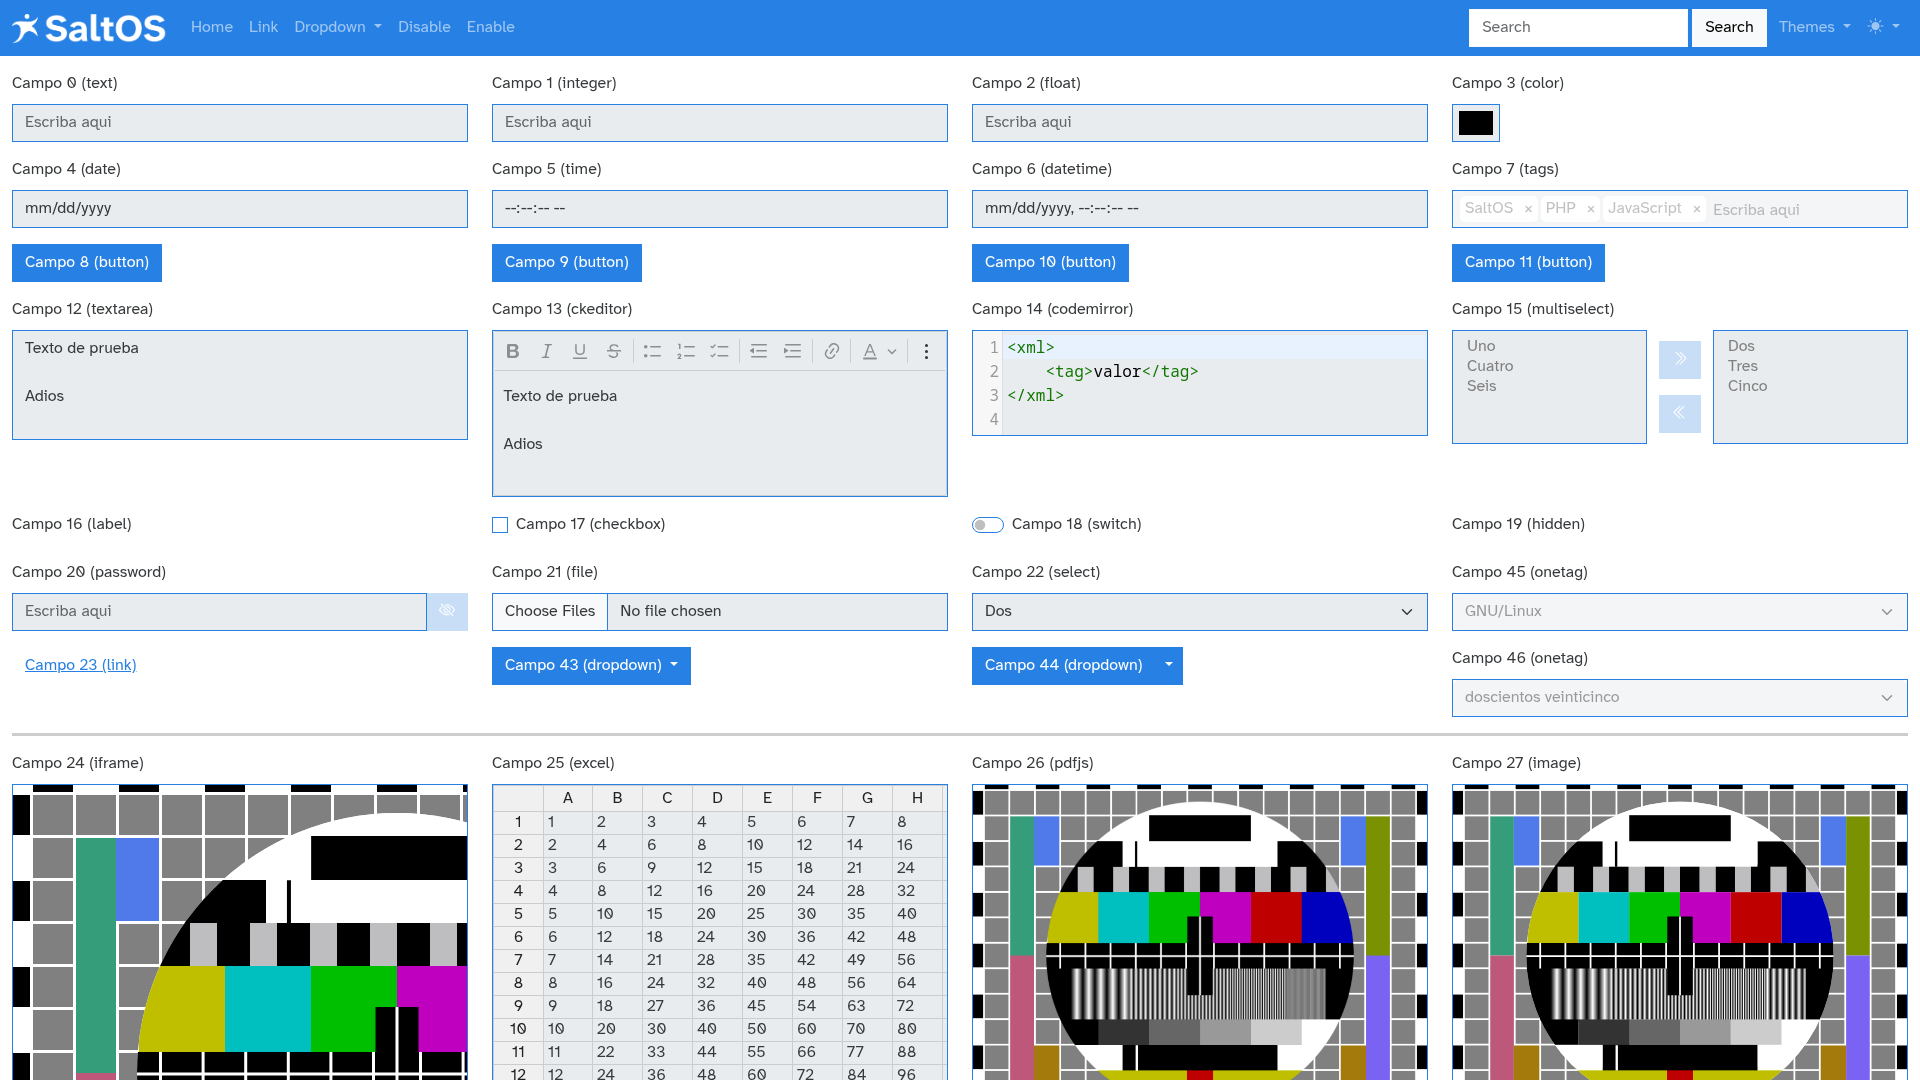 SaltOS Home Link Dropdown Disable Enable Search Search Themes
Campo 0 (text) Campo 1 (integer) Campo 2 (float) Campo 3 (color)
Escriba aqui Escriba aqui Escriba aqui
Campo 4 (date) Campo 5 (time) Campo 6 (datetime) Campo 7 (tags)
mm/dd/yyyy --:--:-- -- mm/dd/yyyy, --:--:-- -- SaltOS × PHP × JavaScript × Escriba aqui
Campo 8 (button) Campo 9 (button) Campo 10 (button) Campo 11 (button)
Campo 12 (textarea) Campo 13 (ckeditor) Campo 14 (codemirror) Campo 15 (multiselect)
Texto de prueba
Adios
B I U S A
Texto de prueba
Adios
1 <xml>
2 <tag>valor</tag>
3 </xml>
4
Uno
Cuatro
Seis
Dos
Tres
Cinco
Campo 16 (label) Campo 17 (checkbox) Campo 18 (switch) Campo 19 (hidden)
Campo 20 (password) Campo 21 (file) Campo 22 (select) Campo 45 (onetag)
Escriba aqui Choose Files No file chosen Dos GNU/Linux
Campo 23 (link) Campo 43 (dropdown) Campo 44 (dropdown) Campo 46 (onetag)
doscientos veinticinco
Campo 24 (iframe) Campo 25 (excel) Campo 26 (pdfjs) Campo 27 (image)
A B C D E F G H
1 1 2 3 4 5 6 7 8
2 2 4 6 8 10 12 14 16
3 3 6 9 12 15 18 21 24
4 4 8 12 16 20 24 28 32
5 5 10 15 20 25 30 35 40
6 6 12 18 24 30 36 42 48
7 7 14 21 28 35 42 49 56
8 8 16 24 32 40 48 56 64
9 9 18 27 36 45 54 63 72
10 10 20 30 40 50 60 70 80
11 11 22 33 44 55 66 77 88
12 12 24 36 48 60 72 84 96